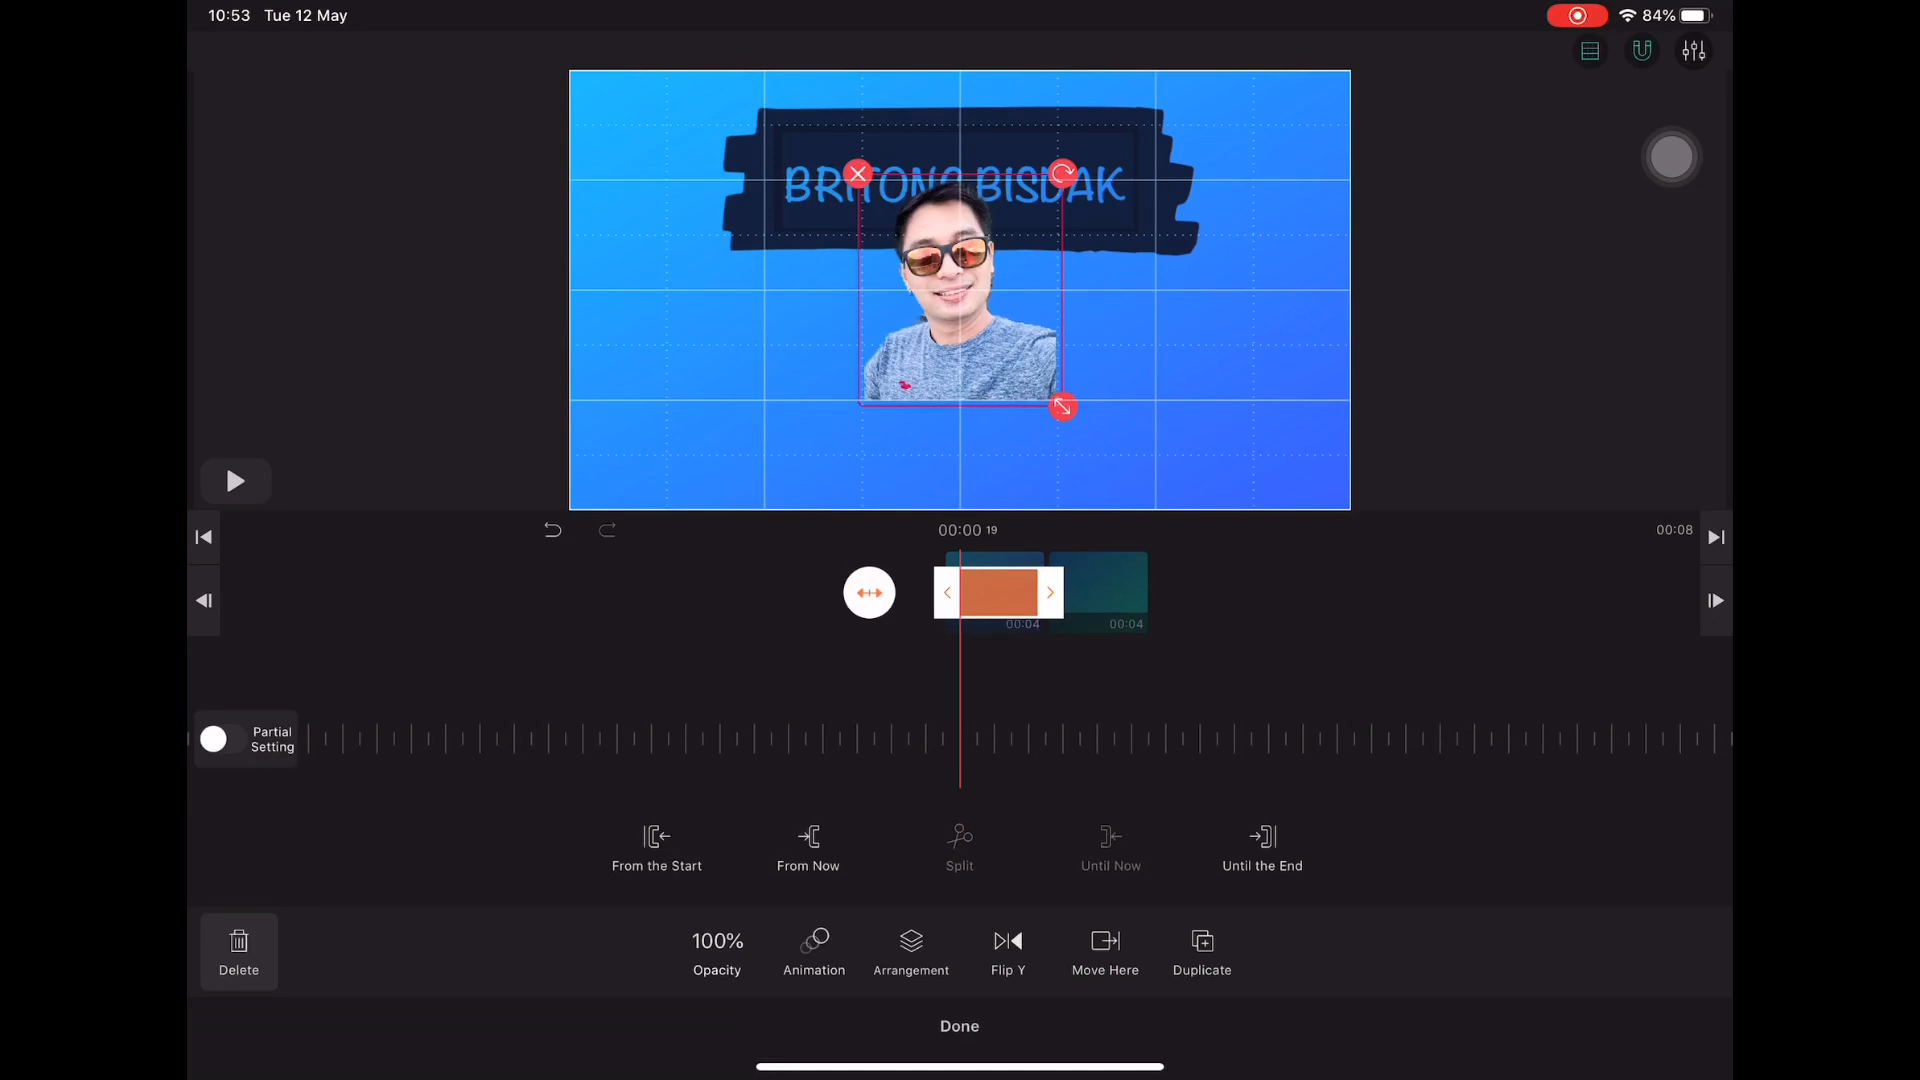 10:53 Tue 12 May
84%
BRITONG BISDAK
00:00 19
00:08
00:04
00:04
Partial
Setting
From the Start
From Now
Split
Until Now
Until the End
Delete
100%
Opacity
Animation
Arrangement
Flip Y
Move Here
Duplicate
Done